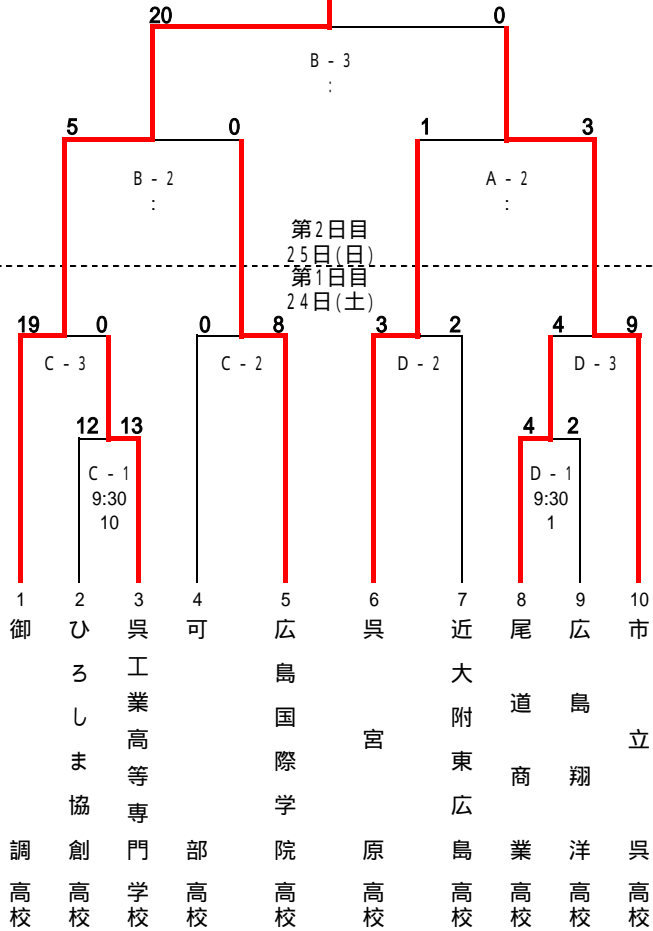 20 0
B - 3
:
5 0 1 3
B - 2 A - 2
: :
第2日目
25日(日)
第1日目
24日(土)
19 0 0 8 3 2 4 9
C - 3 C - 2 D - 2 D - 3
12 13 4 2
C - 1 D - 1
9:30 9:30
10 1
1 2 3 4 5 6 7 8 9 10
御調高校
ひろしま協創高校
呉工業高等専門学校
可部高校
広島国際学院高校
呉宮原高校
近大附東広島高校
尾道商業高校
広島翔洋高校
市立呉高校